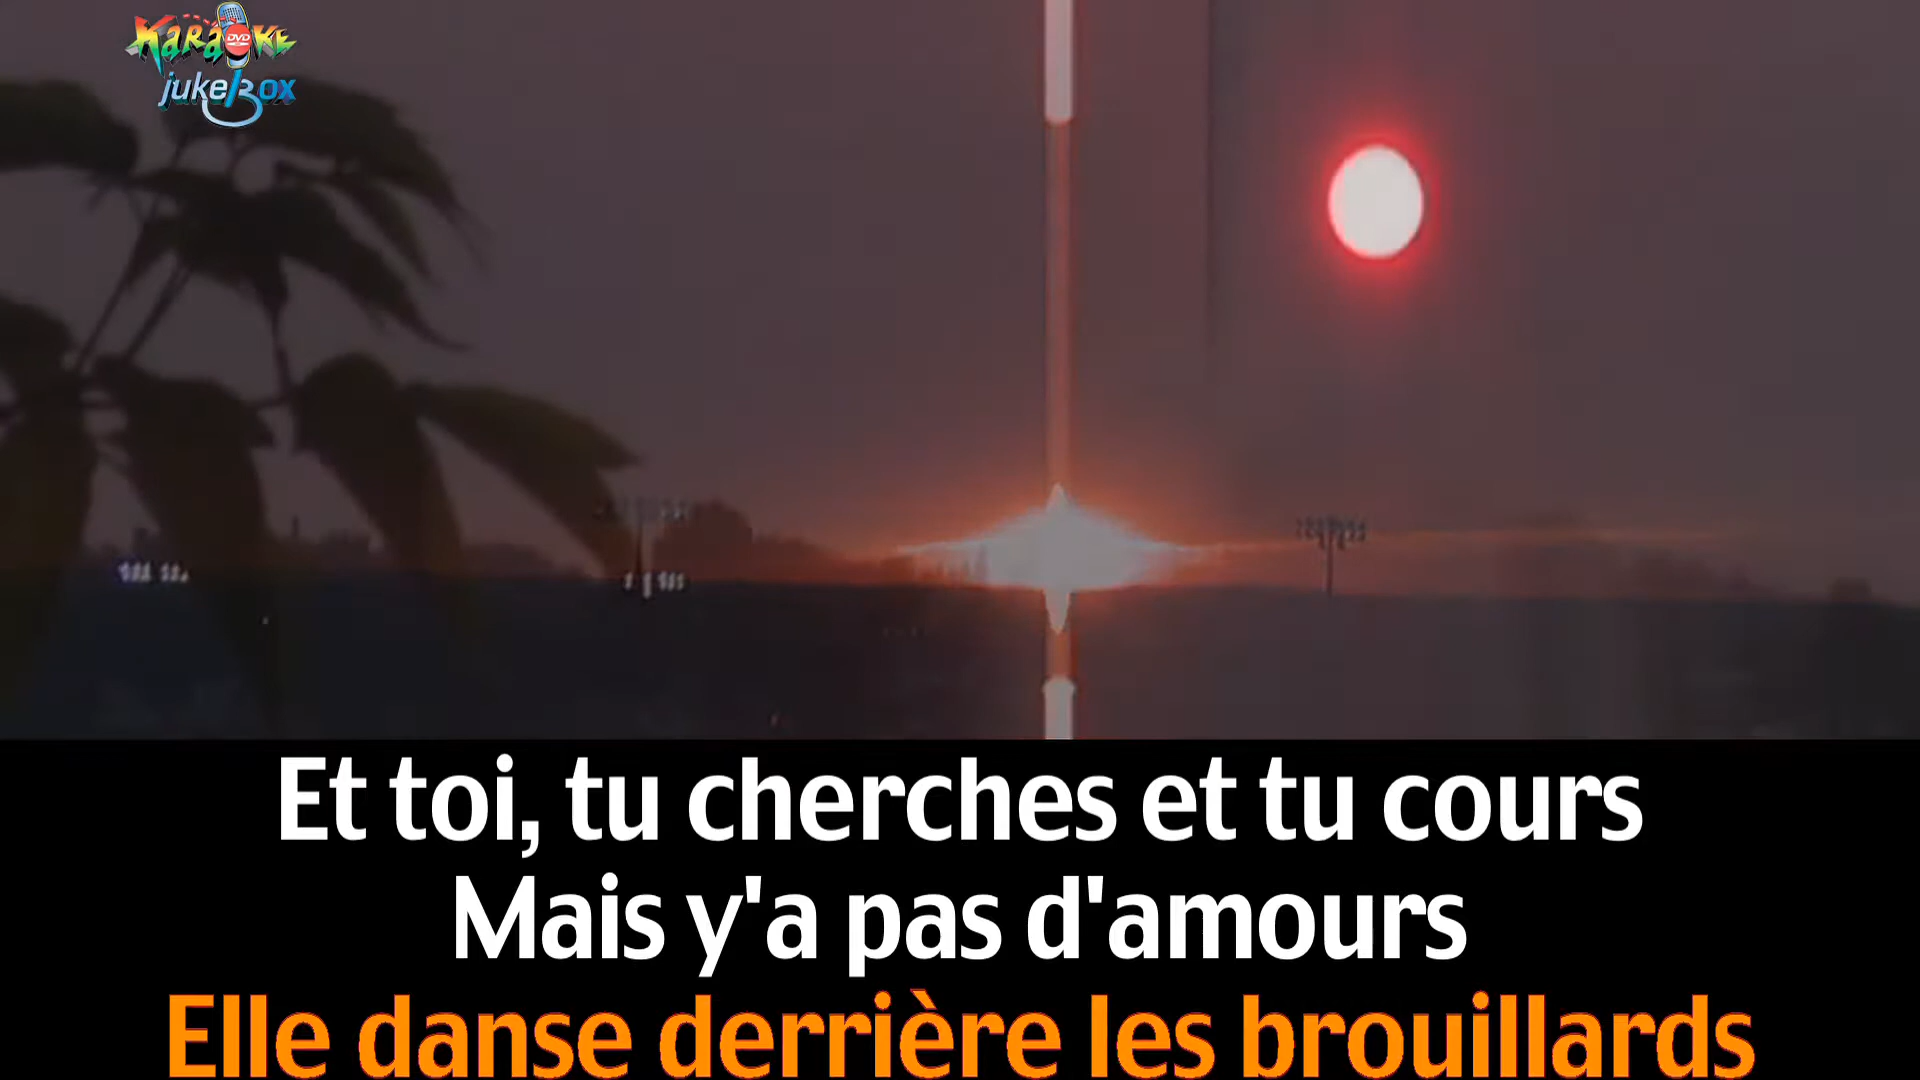 KaraOKe
DVD
jukeBox
Et toi, tu cherches et tu cours
Mais y'a pas d'amours
Elle danse derrière les brouillards